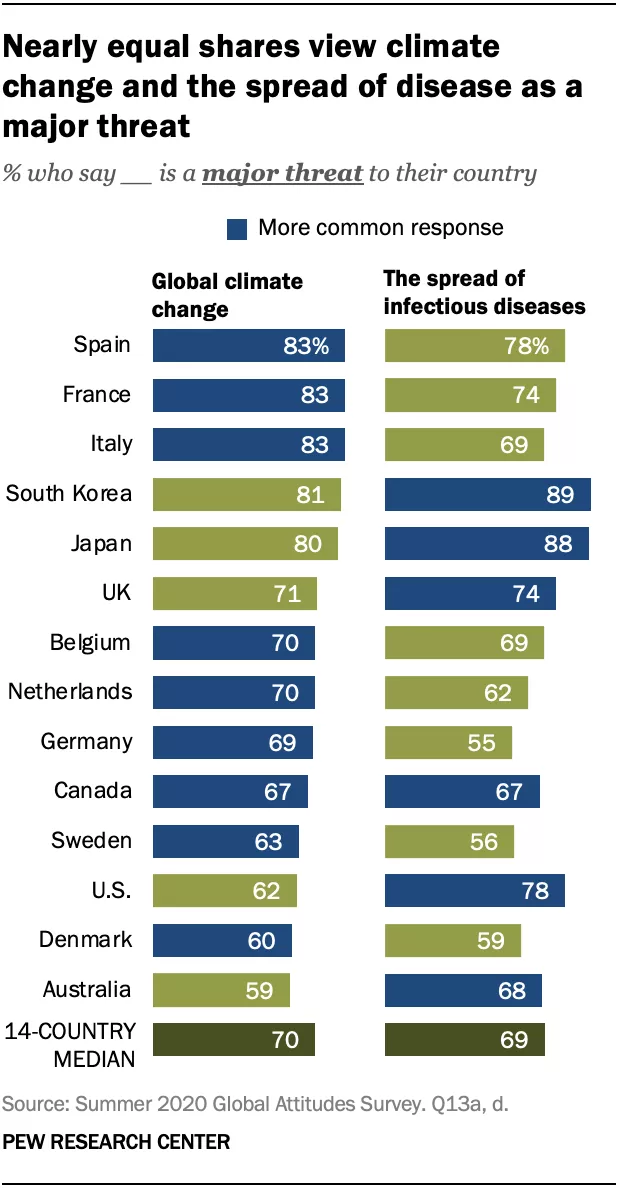 Nearly equal shares view climate
change and the spread of disease as a
major threat
% who say __ is a major threat to their country
More common response
Global climate
change
The spread of
infectious diseases
Spain 83% 78%
France 83 74
Italy 83 69
South Korea 81 89
Japan 80 88
UK 71 74
Belgium 70 69
Netherlands 70 62
Germany 69 55
Canada 67 67
Sweden 63 56
U.S. 62 78
Denmark 60 59
Australia 59 68
14-COUNTRY
MEDIAN 70 69
Source: Summer 2020 Global Attitudes Survey. Q13a, d.
PEW RESEARCH CENTER